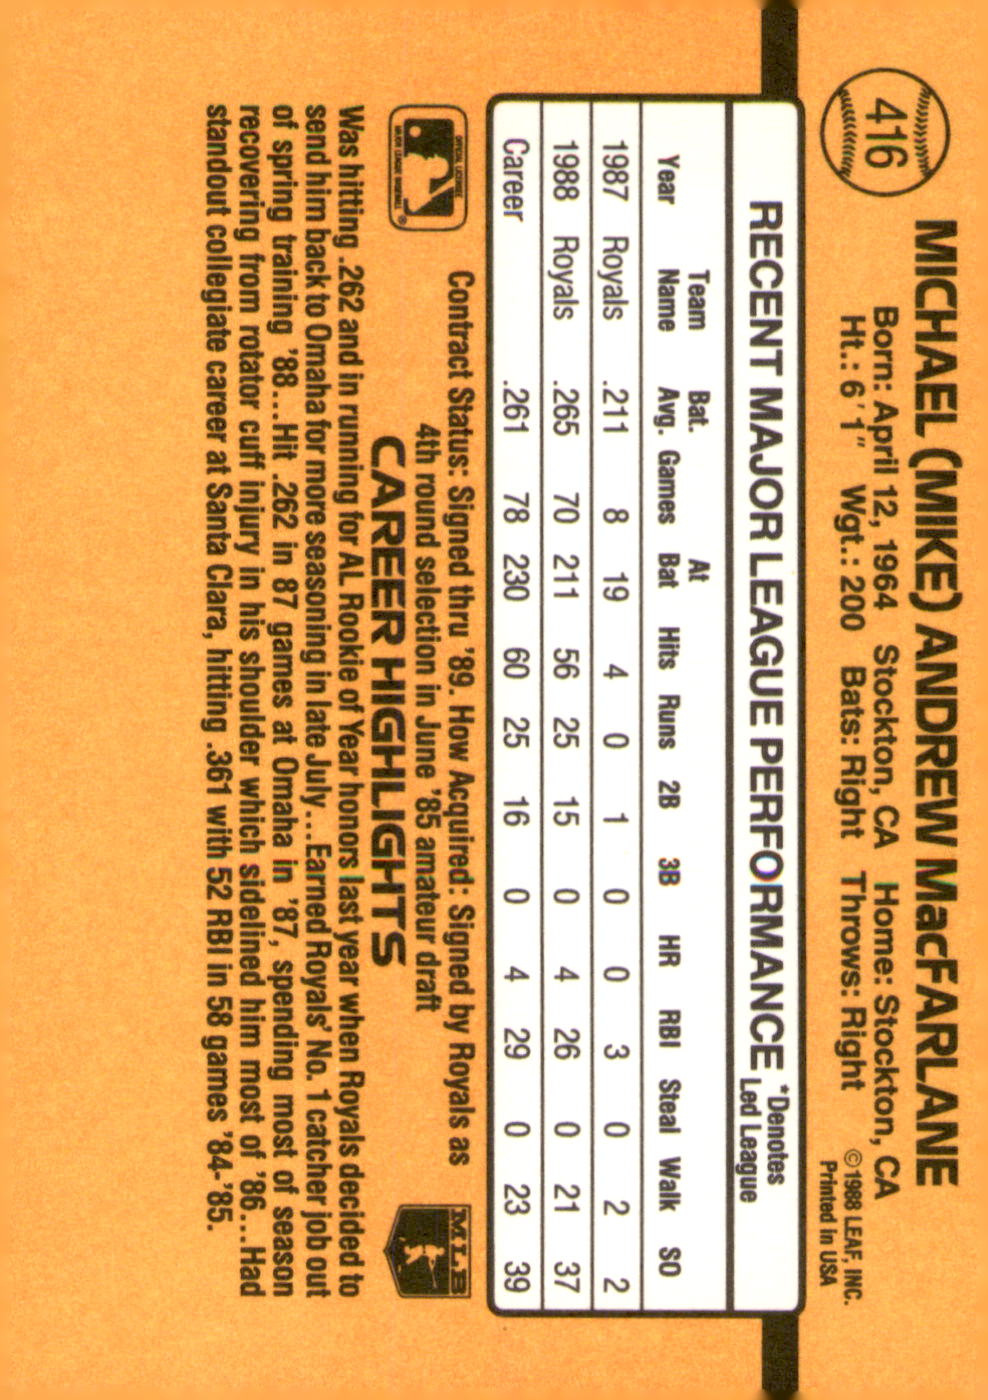 416
MICHAEL (MIKE) ANDREW MacFARLANE
Born: April 12, 1964 Stockton, CA Home: Stockton, CA
Ht.: 6'1" Wgt.: 200 Bats: Right Throws: Right
©1988 LEAF, INC.
Printed in USA
RECENT MAJOR LEAGUE PERFORMANCE
*Denotes
Led League
Year Team Name Bat. Avg. Games At Bat Hits Runs 2B 3B HR RBI Steal Walk SO
1987 Royals .211 8 19 4 0 1 0 0 3 0 2 2
1988 Royals .265 70 211 56 25 15 0 4 26 0 21 37
Career .261 78 230 60 25 16 0 4 29 0 23 39
OFFICIAL LICENSEE
MAJOR LEAGUE BASEBALL
®
Contract Status: Signed thru '89. How Acquired: Signed by Royals as
4th round selection in June '85 amateur draft
MLB
CAREER HIGHLIGHTS
Was hitting .262 and in running for AL Rookie of Year honors last year when Royals decided to
send him back to Omaha for more seasoning in late July...Earned Royals' No. 1 catcher job out
of spring training '88...Hit .262 in 87 games at Omaha in '87, spending most of season
recovering from rotator cuff injury in his shoulder which sidelined him most of '86...Had
standout collegiate career at Santa Clara, hitting .361 with 52 RBI in 58 games '84-'85.